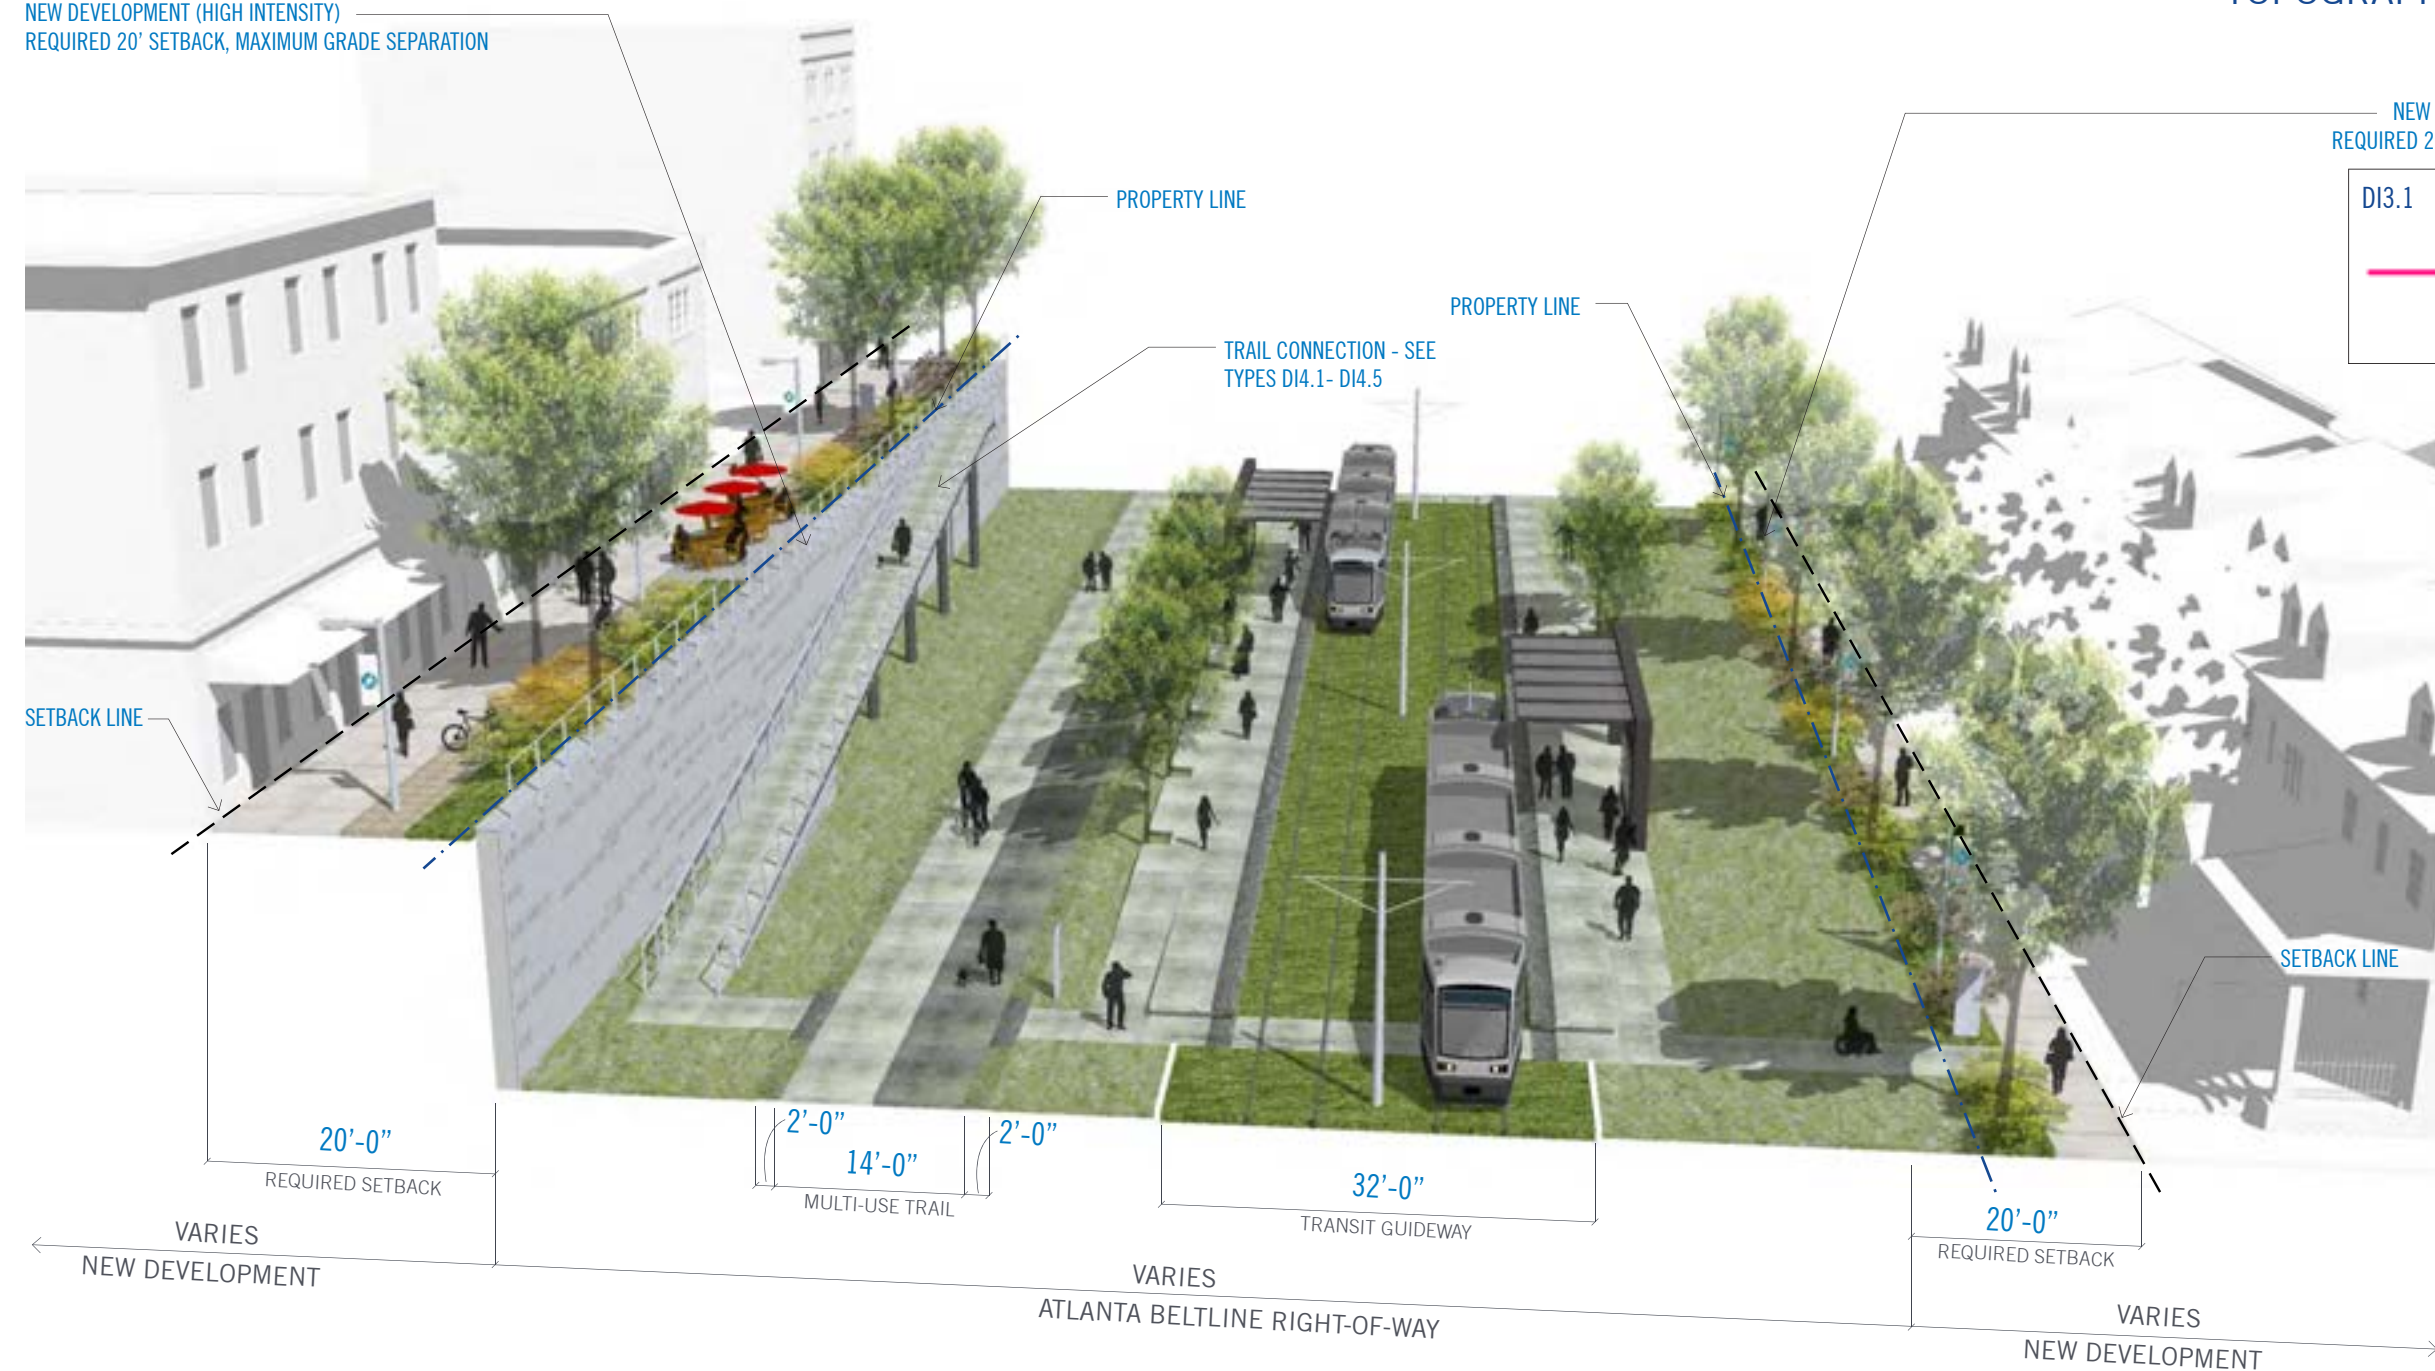 NEW DEVELOPMENT (HIGH INTENSITY)
REQUIRED 20' SETBACK, MAXIMUM GRADE SEPARATION
NEW
REQUIRED 2
DI3.1
PROPERTY LINE
PROPERTY LINE
TRAIL CONNECTION - SEE
TYPES DI4.1- DI4.5
SETBACK LINE
SETBACK LINE
20'-0”
REQUIRED SETBACK
2'-0”
14'-0”
2'-0”
MULTI-USE TRAIL
32'-0”
TRANSIT GUIDEWAY
20'-0”
REQUIRED SETBACK
VARIES
NEW DEVELOPMENT
VARIES
ATLANTA BELTLINE RIGHT-OF-WAY
VARIES
NEW DEVELOPMENT